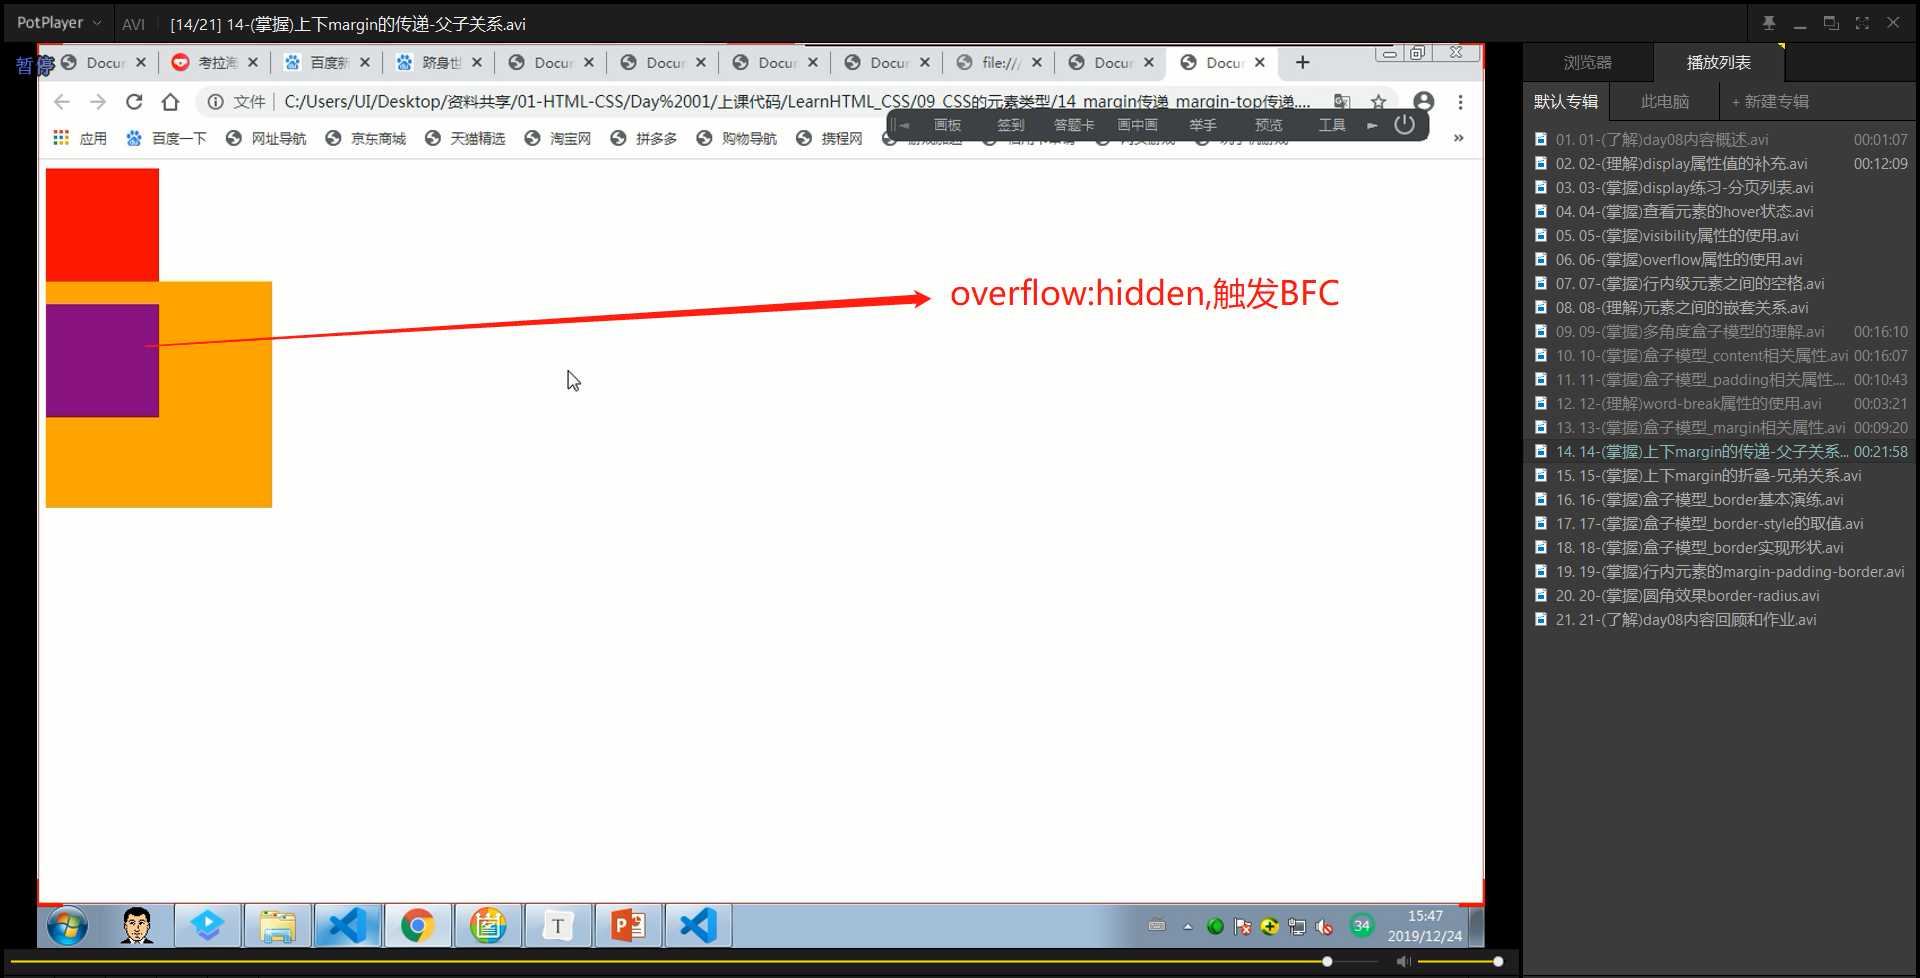 PotPlayer
AVI
[14/21] 14-(掌握)上下margin的传递-父子关系.avi
暂停
Docur
考拉海
百度新
跻身世
Docur
Docur
Docur
Docur
file:///
Docur
Docur
文件
C:/Users/UI/Desktop/资料共享/01-HTML-CSS/Day%2001/上课代码/LearnHTML_CSS/09_CSS的元素类型/14_margin传递_margin-top传递....
画板 签到 答题卡 画中画 举手 预览 工具
应用 百度一下 网址导航 京东商城 天猫精选 淘宝网 拼多多 购物导航 携程网
overflow:hidden,触发BFC
T
34
15:47
2019/12/24
浏览器 播放列表
默认专辑 此电脑 + 新建专辑
01. 01-(了解)day08内容概述.avi 00:01:07
02. 02-(理解)display属性值的补充.avi 00:12:09
03. 03-(掌握)display练习-分页列表.avi
04. 04-(掌握)查看元素的hover状态.avi
05. 05-(掌握)visibility属性的使用.avi
06. 06-(掌握)overflow属性的使用.avi
07. 07-(掌握)行内级元素之间的空格.avi
08. 08-(理解)元素之间的嵌套关系.avi
09. 09-(掌握)多角度盒子模型的理解.avi 00:16:10
10. 10-(掌握)盒子模型_content相关属性.avi 00:16:07
11. 11-(掌握)盒子模型_padding相关属性.... 00:10:43
12. 12-(理解)word-break属性的使用.avi 00:03:21
13. 13-(掌握)盒子模型_margin相关属性.avi 00:09:20
14. 14-(掌握)上下margin的传递-父子关系... 00:21:58
15. 15-(掌握)上下margin的折叠-兄弟关系.avi
16. 16-(掌握)盒子模型_border基本演练.avi
17. 17-(掌握)盒子模型_border-style的取值.avi
18. 18-(掌握)盒子模型_border实现形状.avi
19. 19-(掌握)行内元素的margin-padding-border.avi
20. 20-(掌握)圆角效果border-radius.avi
21. 21-(了解)day08内容回顾和作业.avi